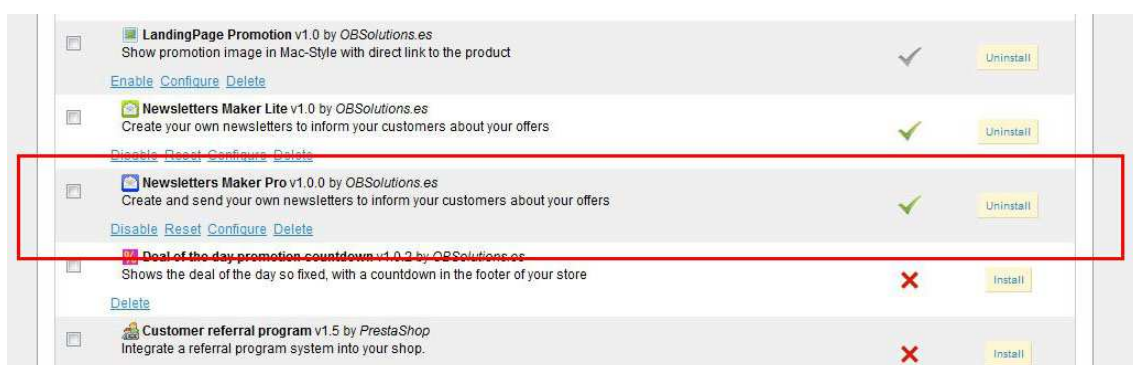 LandingPage Promotion v1.0 by OBSolutions.es
Show promotion image in Mac-Style with direct link to the product
Uninstall
Enable Configure Delete
Newsletters Maker Lite v1.0 by OBSolutions.es
Create your own newsletters to inform your customers about your offers
Uninstall
Disable Reset Configure Delete
Newsletters Maker Pro v1.0.0 by OBSolutions.es
Create and send your own newsletters to inform your customers about your offers
Uninstall
Disable Reset Configure Delete
Deal of the day promotion countdown v1.0.2 by OBSolutions.es
Shows the deal of the day so fixed, with a countdown in the footer of your store
Install
Delete
Customer referral program v1.5 by PrestaShop
Integrate a referral program system into your shop.
Install